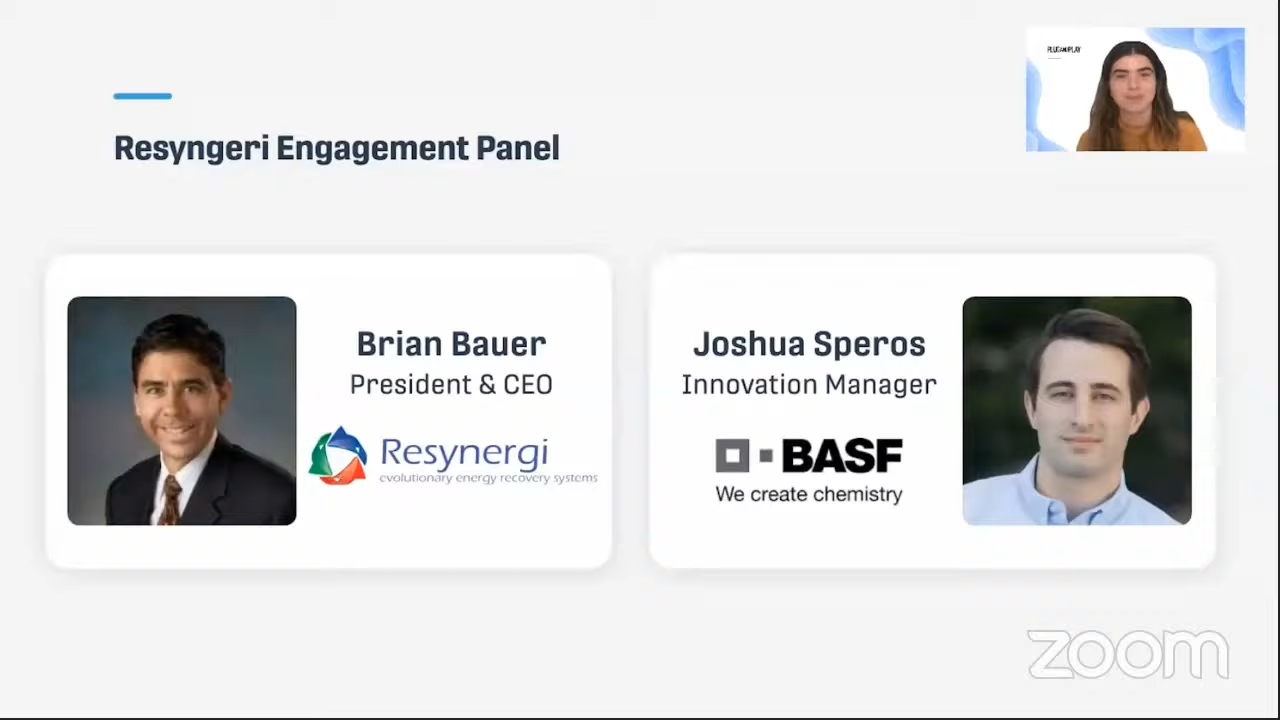 PLUGANDPLAY
Resyngeri Engagement Panel
Brian Bauer
President & CEO
Resynergi
evolutionary energy recovery systems
Joshua Speros
Innovation Manager
BASF
We create chemistry
zoom